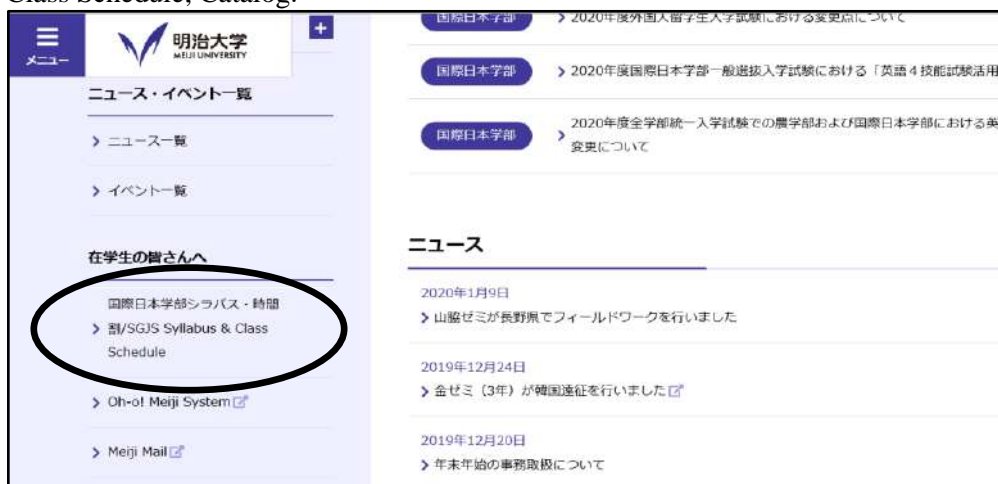 Class Schedule, Catalog.
メニュー
明治大学
MEIJI UNIVERSITY
+
ニュース・イベント一覧
> ニュース一覧
> イベント一覧
在学生の皆さんへ
国際日本学部シラバス・時間
> 割/SGJS Syllabus & Class
Schedule
> Oh-o! Meiji System
> Meiji Mail
国際日本学部
> 2020年度外国人留学生入学試験における変更点について
国際日本学部
> 2020年度国際日本学部一般選抜入学試験における「英語４技能試験活用
国際日本学部
> 2020年度全学部統一入学試験での農学部および国際日本学部における英
変更について
ニュース
2020年1月9日
> 山脇ゼミが長野県でフィールドワークを行いました
2019年12月24日
> 金ゼミ（3年）が韓国遠征を行いました
2019年12月20日
> 年末年始の事務取扱について